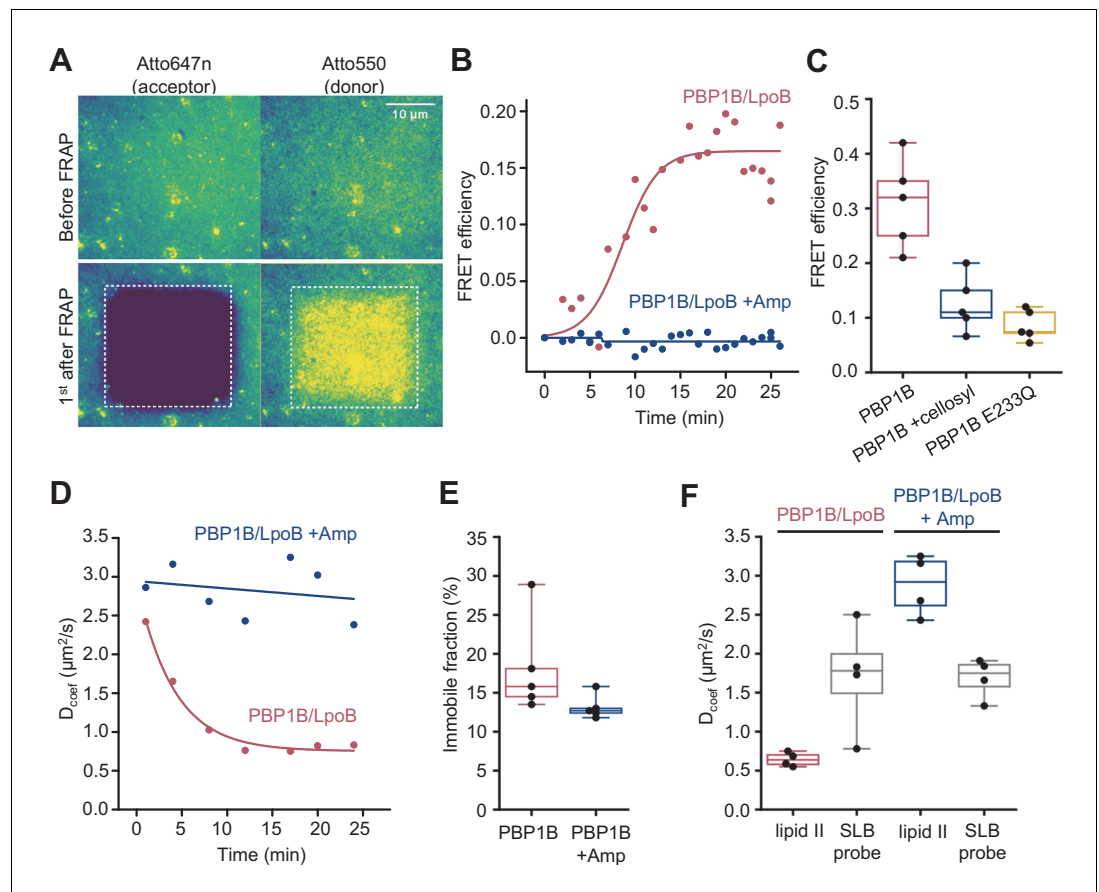 A
Atto647n
(acceptor)
Atto550
(donor)
Before FRAP
1st after FRAP
10 µm
B
FRET efficiency
0.20
0.15
0.10
0.05
0.0
PBP1B/LpoB
PBP1B/LpoB +Amp
0 5 10 15 20 25
Time (min)
C
FRET efficiency
0.5
0.4
0.3
0.2
0.1
0.0
PBP1B
PBP1B +cellosyl
PBP1B E233Q
D
Dcoef (µm2/s)
3.5
3.0
2.5
2.0
1.5
1.0
0.5
0.0
PBP1B/LpoB +Amp
PBP1B/LpoB
0 5 10 15 20 25
Time (min)
E
Immobile fraction (%)
35
30
25
20
15
10
5
0
PBP1B
PBP1B
+Amp
F
PBP1B/LpoB
PBP1B/LpoB
+ Amp
Dcoef (µm2/s)
3.5
3.0
2.5
2.0
1.5
1.0
0.5
0.0
lipid II
SLB
probe
lipid II
SLB
probe